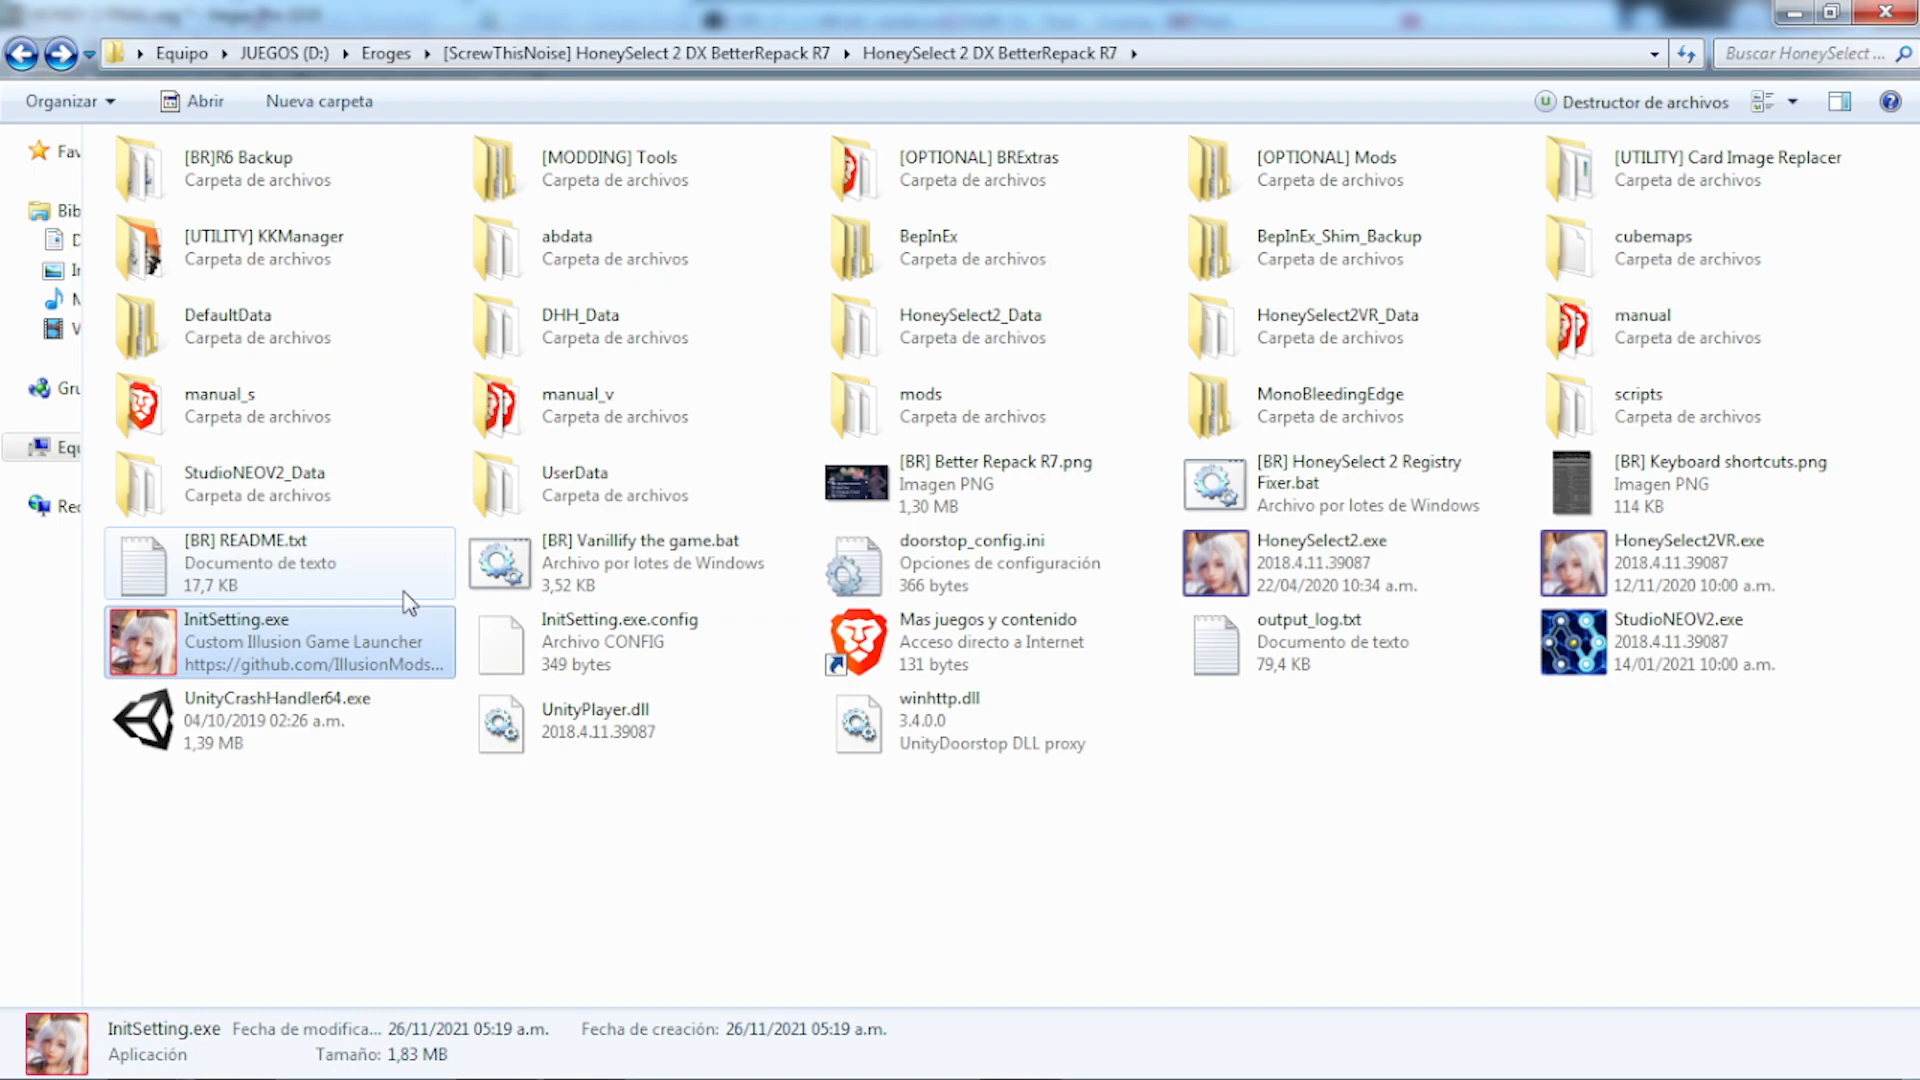 Equipo
JUEGOS (D:)
Eroges
[ScrewThisNoise] HoneySelect 2 DX BetterRepack R7
HoneySelect 2 DX BetterRepack R7
Buscar HoneySelect ...
Organizar
Abrir
Nueva carpeta
Destructor de archivos
Fav
Bib
Gru
Equ
Rec
[BR]R6 Backup
Carpeta de archivos
[MODDING] Tools
Carpeta de archivos
[OPTIONAL] BRExtras
Carpeta de archivos
[OPTIONAL] Mods
Carpeta de archivos
[UTILITY] Card Image Replacer
Carpeta de archivos
[UTILITY] KKManager
Carpeta de archivos
abdata
Carpeta de archivos
BepInEx
Carpeta de archivos
BepInEx_Shim_Backup
Carpeta de archivos
cubemaps
Carpeta de archivos
DefaultData
Carpeta de archivos
DHH_Data
Carpeta de archivos
HoneySelect2_Data
Carpeta de archivos
HoneySelect2VR_Data
Carpeta de archivos
manual
Carpeta de archivos
manual_s
Carpeta de archivos
manual_v
Carpeta de archivos
mods
Carpeta de archivos
MonoBleedingEdge
Carpeta de archivos
scripts
Carpeta de archivos
StudioNEOV2_Data
Carpeta de archivos
UserData
Carpeta de archivos
[BR] Better Repack R7.png
Imagen PNG
1,30 MB
[BR] HoneySelect 2 Registry
Fixer.bat
Archivo por lotes de Windows
[BR] Keyboard shortcuts.png
Imagen PNG
114 KB
[BR] README.txt
Documento de texto
17,7 KB
[BR] Vanillify the game.bat
Archivo por lotes de Windows
3,52 KB
doorstop_config.ini
Opciones de configuración
366 bytes
HoneySelect2.exe
2018.4.11.39087
22/04/2020 10:34 a.m.
HoneySelect2VR.exe
2018.4.11.39087
12/11/2020 10:00 a.m.
InitSetting.exe
Custom Illusion Game Launcher
https://github.com/IllusionMods...
InitSetting.exe.config
Archivo CONFIG
349 bytes
Mas juegos y contenido
Acceso directo a Internet
131 bytes
output_log.txt
Documento de texto
79,4 KB
StudioNEOV2.exe
2018.4.11.39087
14/01/2021 10:00 a.m.
UnityCrashHandler64.exe
04/10/2019 02:26 a.m.
1,39 MB
UnityPlayer.dll
2018.4.11.39087
winhttp.dll
3.4.0.0
UnityDoorstop DLL proxy
InitSetting.exe Fecha de modifica... 26/11/2021 05:19 a.m. Fecha de creación: 26/11/2021 05:19 a.m.
Aplicación Tamaño: 1,83 MB